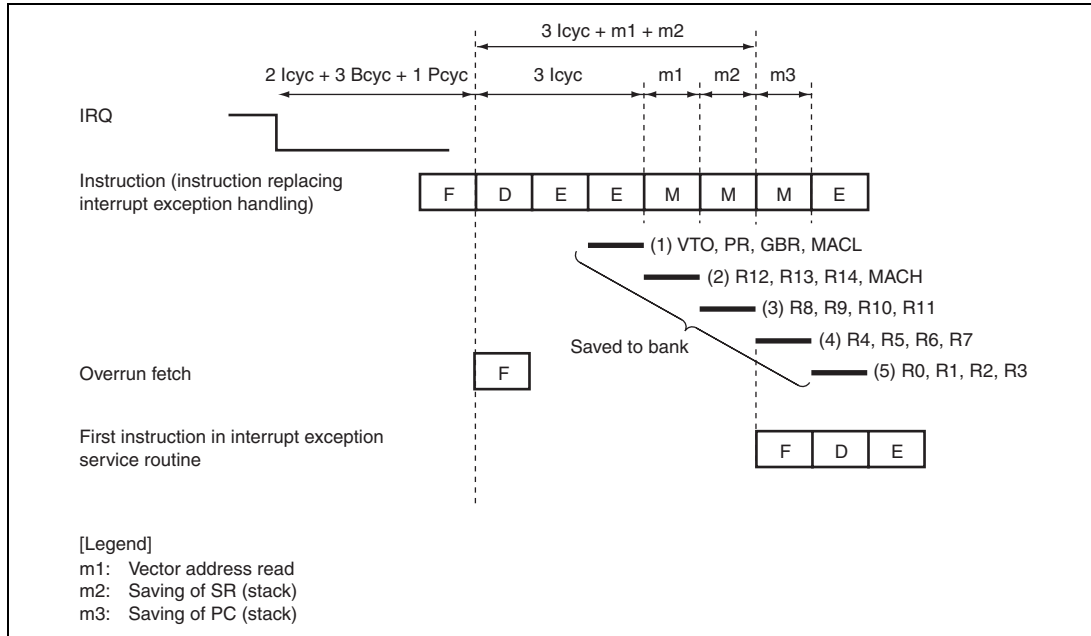 3 Icyc + m1 + m2
2 Icyc + 3 Bcyc + 1 Pcyc
3 Icyc
m1
m2
m3
IRQ
Instruction (instruction replacing
interrupt exception handling)
F D E E M M M E
(1) VTO, PR, GBR, MACL
(2) R12, R13, R14, MACH
(3) R8, R9, R10, R11
(4) R4, R5, R6, R7
(5) R0, R1, R2, R3
Saved to bank
Overrun fetch
F
First instruction in interrupt exception
service routine
F D E
[Legend]
m1: Vector address read
m2: Saving of SR (stack)
m3: Saving of PC (stack)